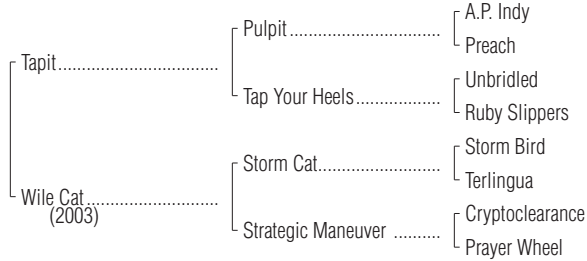 A.P. Indy
Pulpit
Preach
Tapit
Unbridled
Tap Your Heels
Ruby Slippers
Storm Bird
Storm Cat
Terlingua
Wile Cat
(2003)
Cryptoclearance
Strategic Maneuver
Prayer Wheel